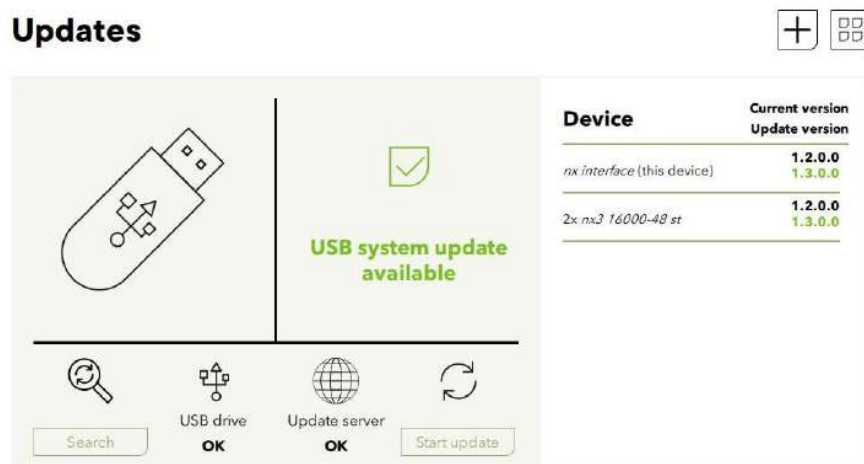 Updates
USB system update
available
Search
USB drive
OK
Update server
OK
Start update
Device
Current version
Update version
nx interface (this device)
1.2.0.0
1.3.0.0
2x nx3 16000-48 st
1.2.0.0
1.3.0.0